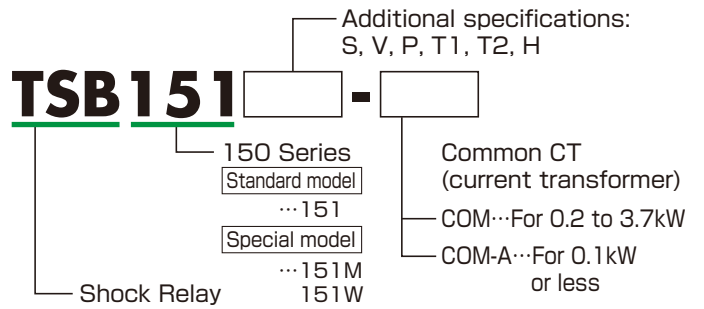 Additional specifications:
S, V, P, T1, T2, H
TSB151 -
150 Series
Standard model
…151
Special model
…151M
151W
Shock Relay
Common CT
(current transformer)
COM…For 0.2 to 3.7kW
COM-A…For 0.1kW
or less